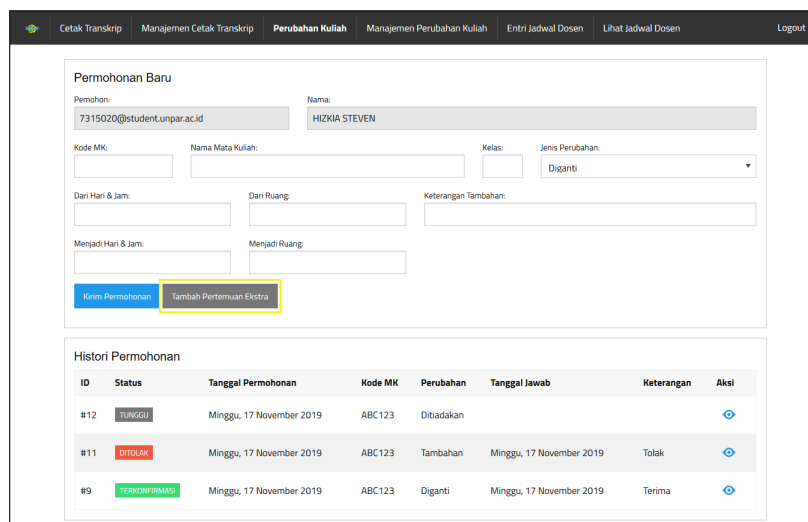 Cetak Transkrip Manajemen Cetak Transkrip Perubahan Kuliah Manajemen Perubahan Kuliah Entri Jadwal Dosen Lihat Jadwal Dosen Logout
Permohonan Baru
Pemohon: Nama:
7315020@student.unpar.ac.id HIZKIA STEVEN
Kode MK: Nama Mata Kuliah: Kelas: Jenis Perubahan:
Diganti
Dari Hari & Jam: Dari Ruang: Keterangan Tambahan:
Menjadi Hari & Jam: Menjadi Ruang:
Kirim Permohonan Tambah Pertemuan Ekstra
Histori Permohonan
ID Status Tanggal Permohonan Kode MK Perubahan Tanggal Jawab Keterangan Aksi
#12 TUNGGU Minggu, 17 November 2019 ABC123 Ditiadakan
#11 DITOLAK Minggu, 17 November 2019 ABC123 Tambahan Minggu, 17 November 2019 Tolak
#9 TERKONFIRMASI Minggu, 17 November 2019 ABC123 Diganti Minggu, 17 November 2019 Terima